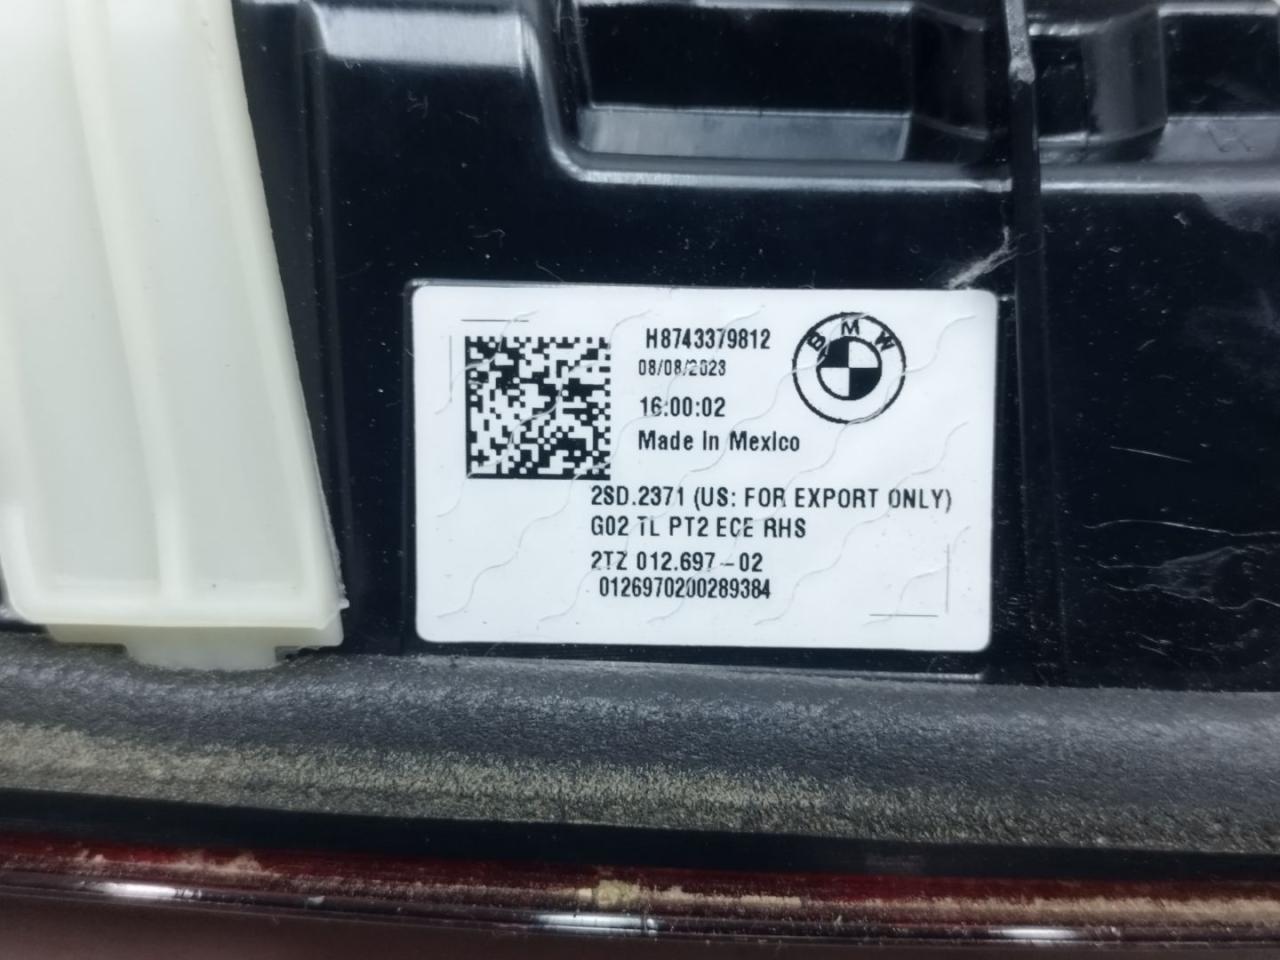 H8743379812
08/08/2023
16:00:02
Made In Mexico
BMW
2SD.2371 (US: FOR EXPORT ONLY)
G02 TL PT2 ECE RHS
2TZ 012.697-02
0126970200289384